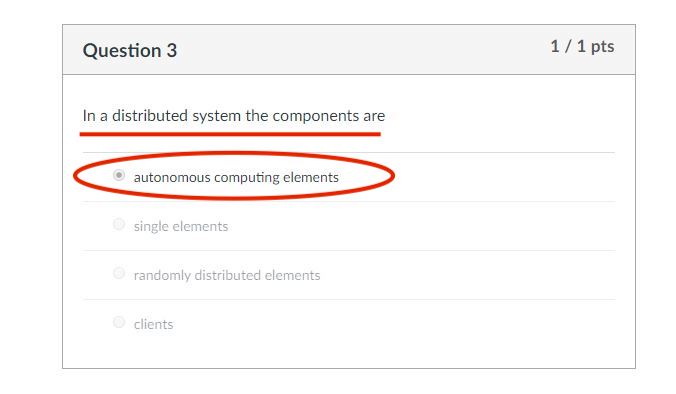 Question 3
1 / 1 pts
In a distributed system the components are
autonomous computing elements
single elements
randomly distributed elements
clients